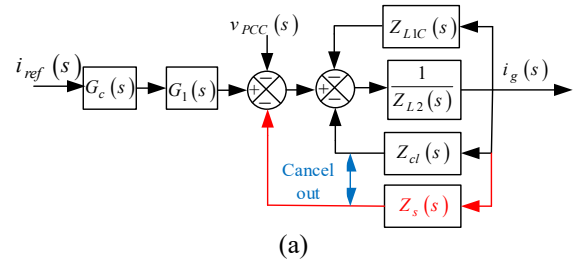 v_PCC(s)
Z_L1C(s)
i_ref(s)
G_c(s)
G_1(s)
+
−
−
+
−
−
1
Z_L2(s)
i_g(s)
Z_cl(s)
Cancel
out
Z_s(s)
(a)